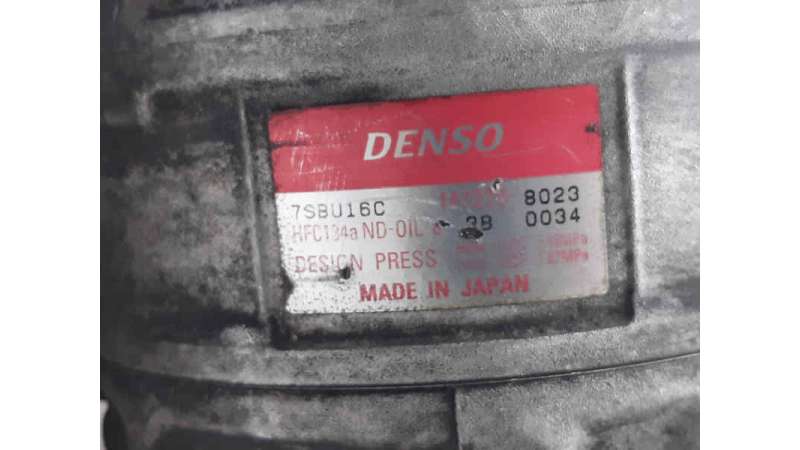 DENSO
7SBU16C 8023
HFC134a ND-OIL 8 0034
DESIGN PRESS
MADE IN JAPAN